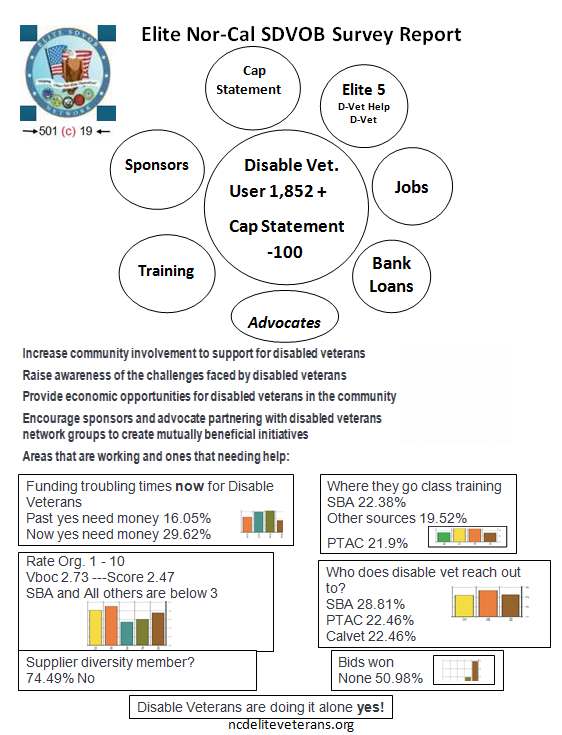 Elite Nor-Cal SDVOB Survey Report
ELITE SDVOB
NETWORK
501 (c) 19
Cap
Statement
Elite 5
D-Vet Help
D-Vet
Sponsors
Disable Vet.
User 1,852 +
Cap Statement
-100
Jobs
Training
Bank
Loans
Advocates
Increase community involvement to support for disabled veterans
Raise awareness of the challenges faced by disabled veterans
Provide economic opportunities for disabled veterans in the community
Encourage sponsors and advocate partnering with disabled veterans
network groups to create mutually beneficial initiatives
Areas that are working and ones that needing help:
Funding troubling times now for Disable
Veterans
Past yes need money 16.05%
Now yes need money 29.62%
Where they go class training
SBA 22.38%
Other sources 19.52%
PTAC 21.9%
Rate Org. 1 - 10
Vboc 2.73 ---Score 2.47
SBA and All others are below 3
Who does disable vet reach out
to?
SBA 28.81%
PTAC 22.46%
Calvet 22.46%
Supplier diversity member?
74.49% No
Bids won
None 50.98%
Disable Veterans are doing it alone yes!
ncdeliteveterans.org